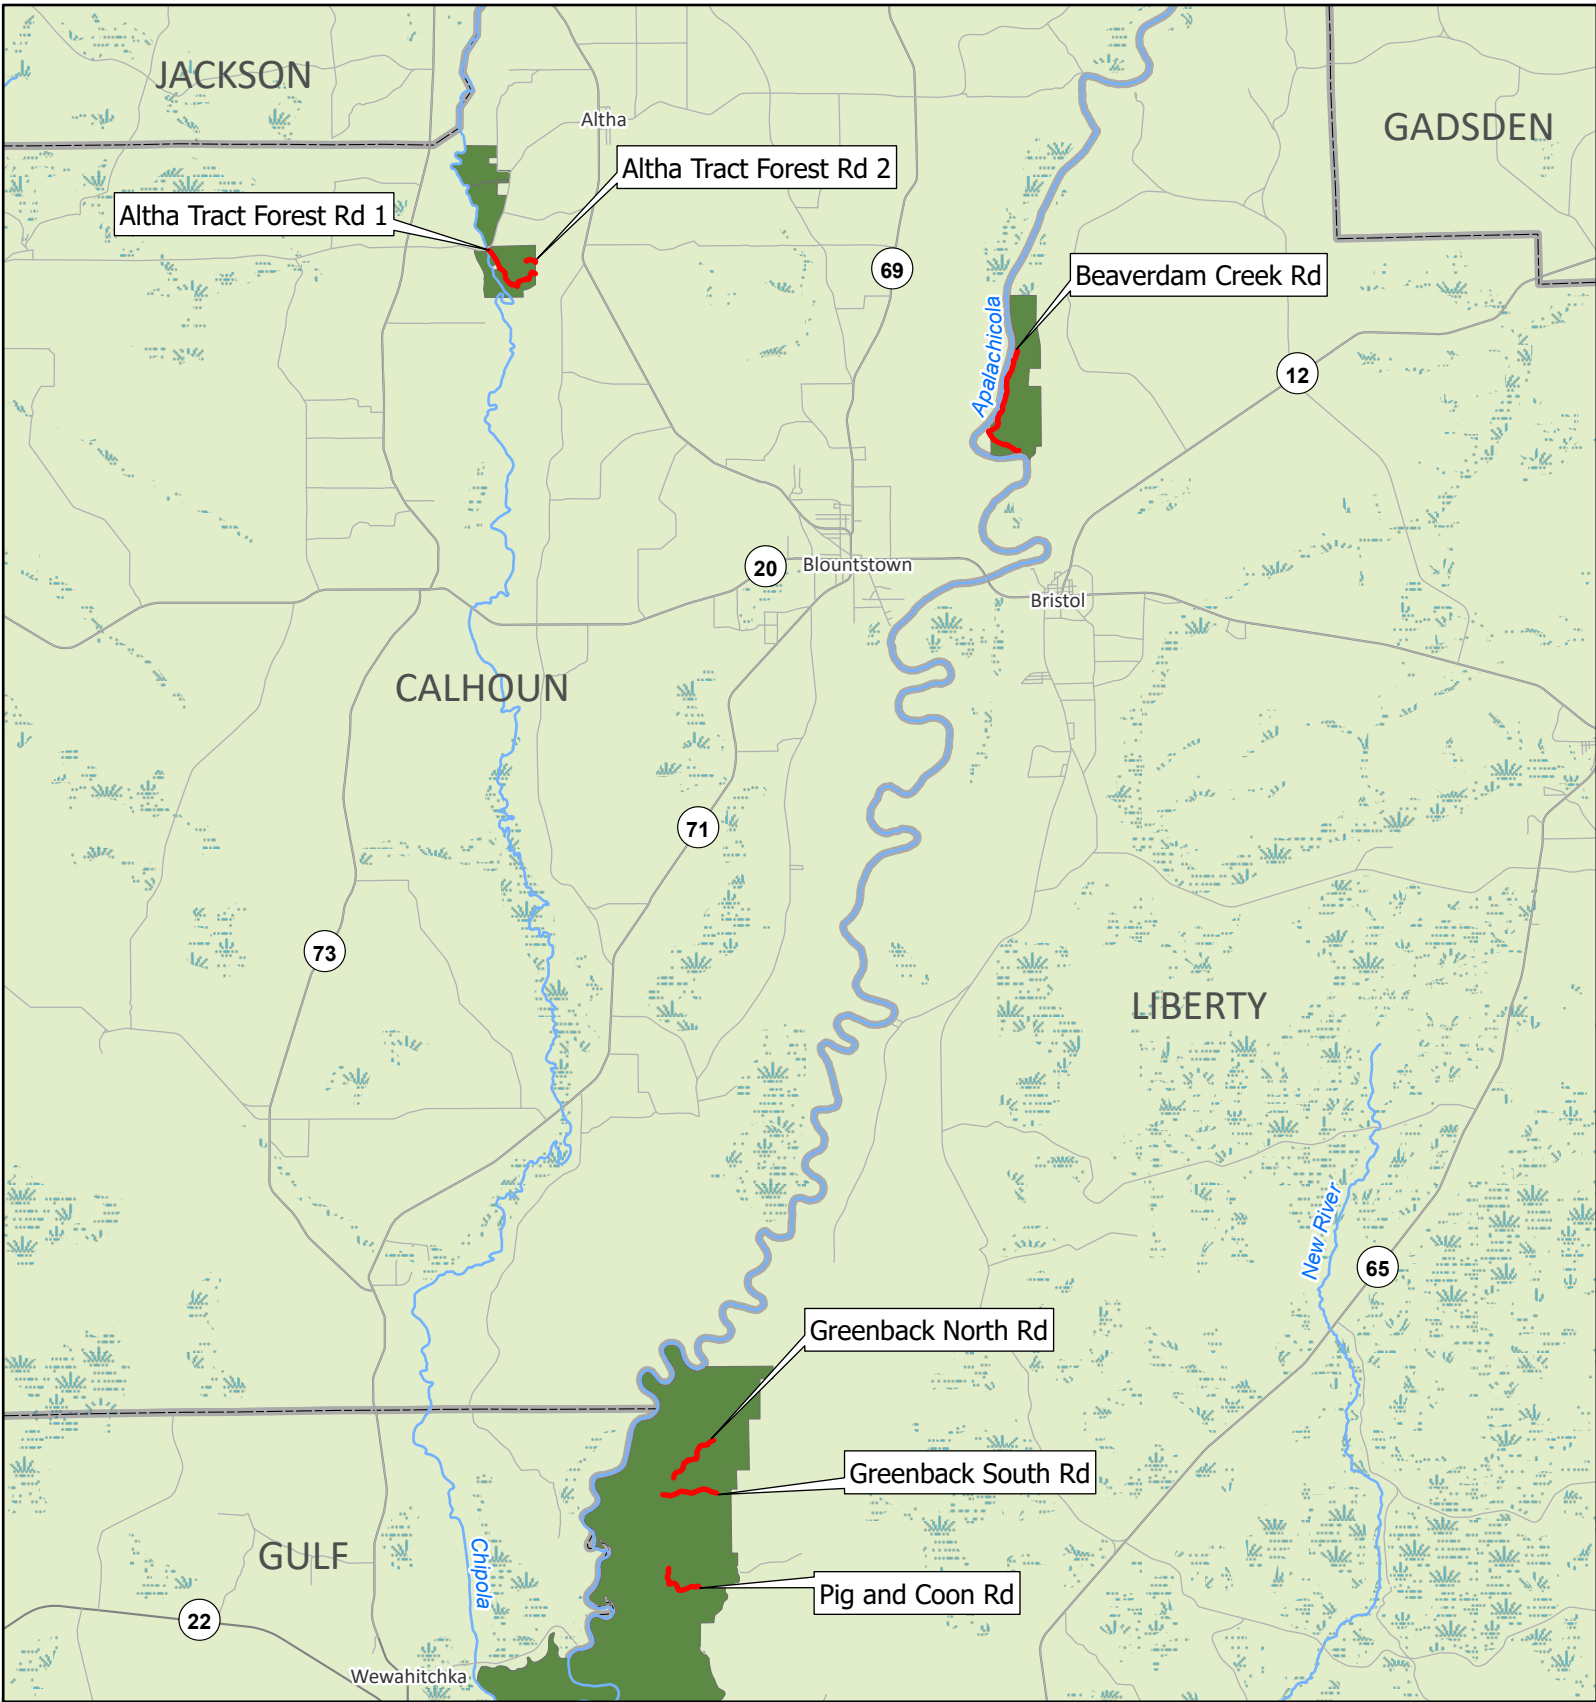 JACKSON
Altha
GADSDEN
Altha Tract Forest Rd 2
Altha Tract Forest Rd 1
69
Beaverdam Creek Rd
Apalachicola
12
20
Blountstown
Bristol
CALHOUN
71
73
LIBERTY
New River
65
Greenback North Rd
Greenback South Rd
GULF
Chipola
Pig and Coon Rd
22
Wewahitchka